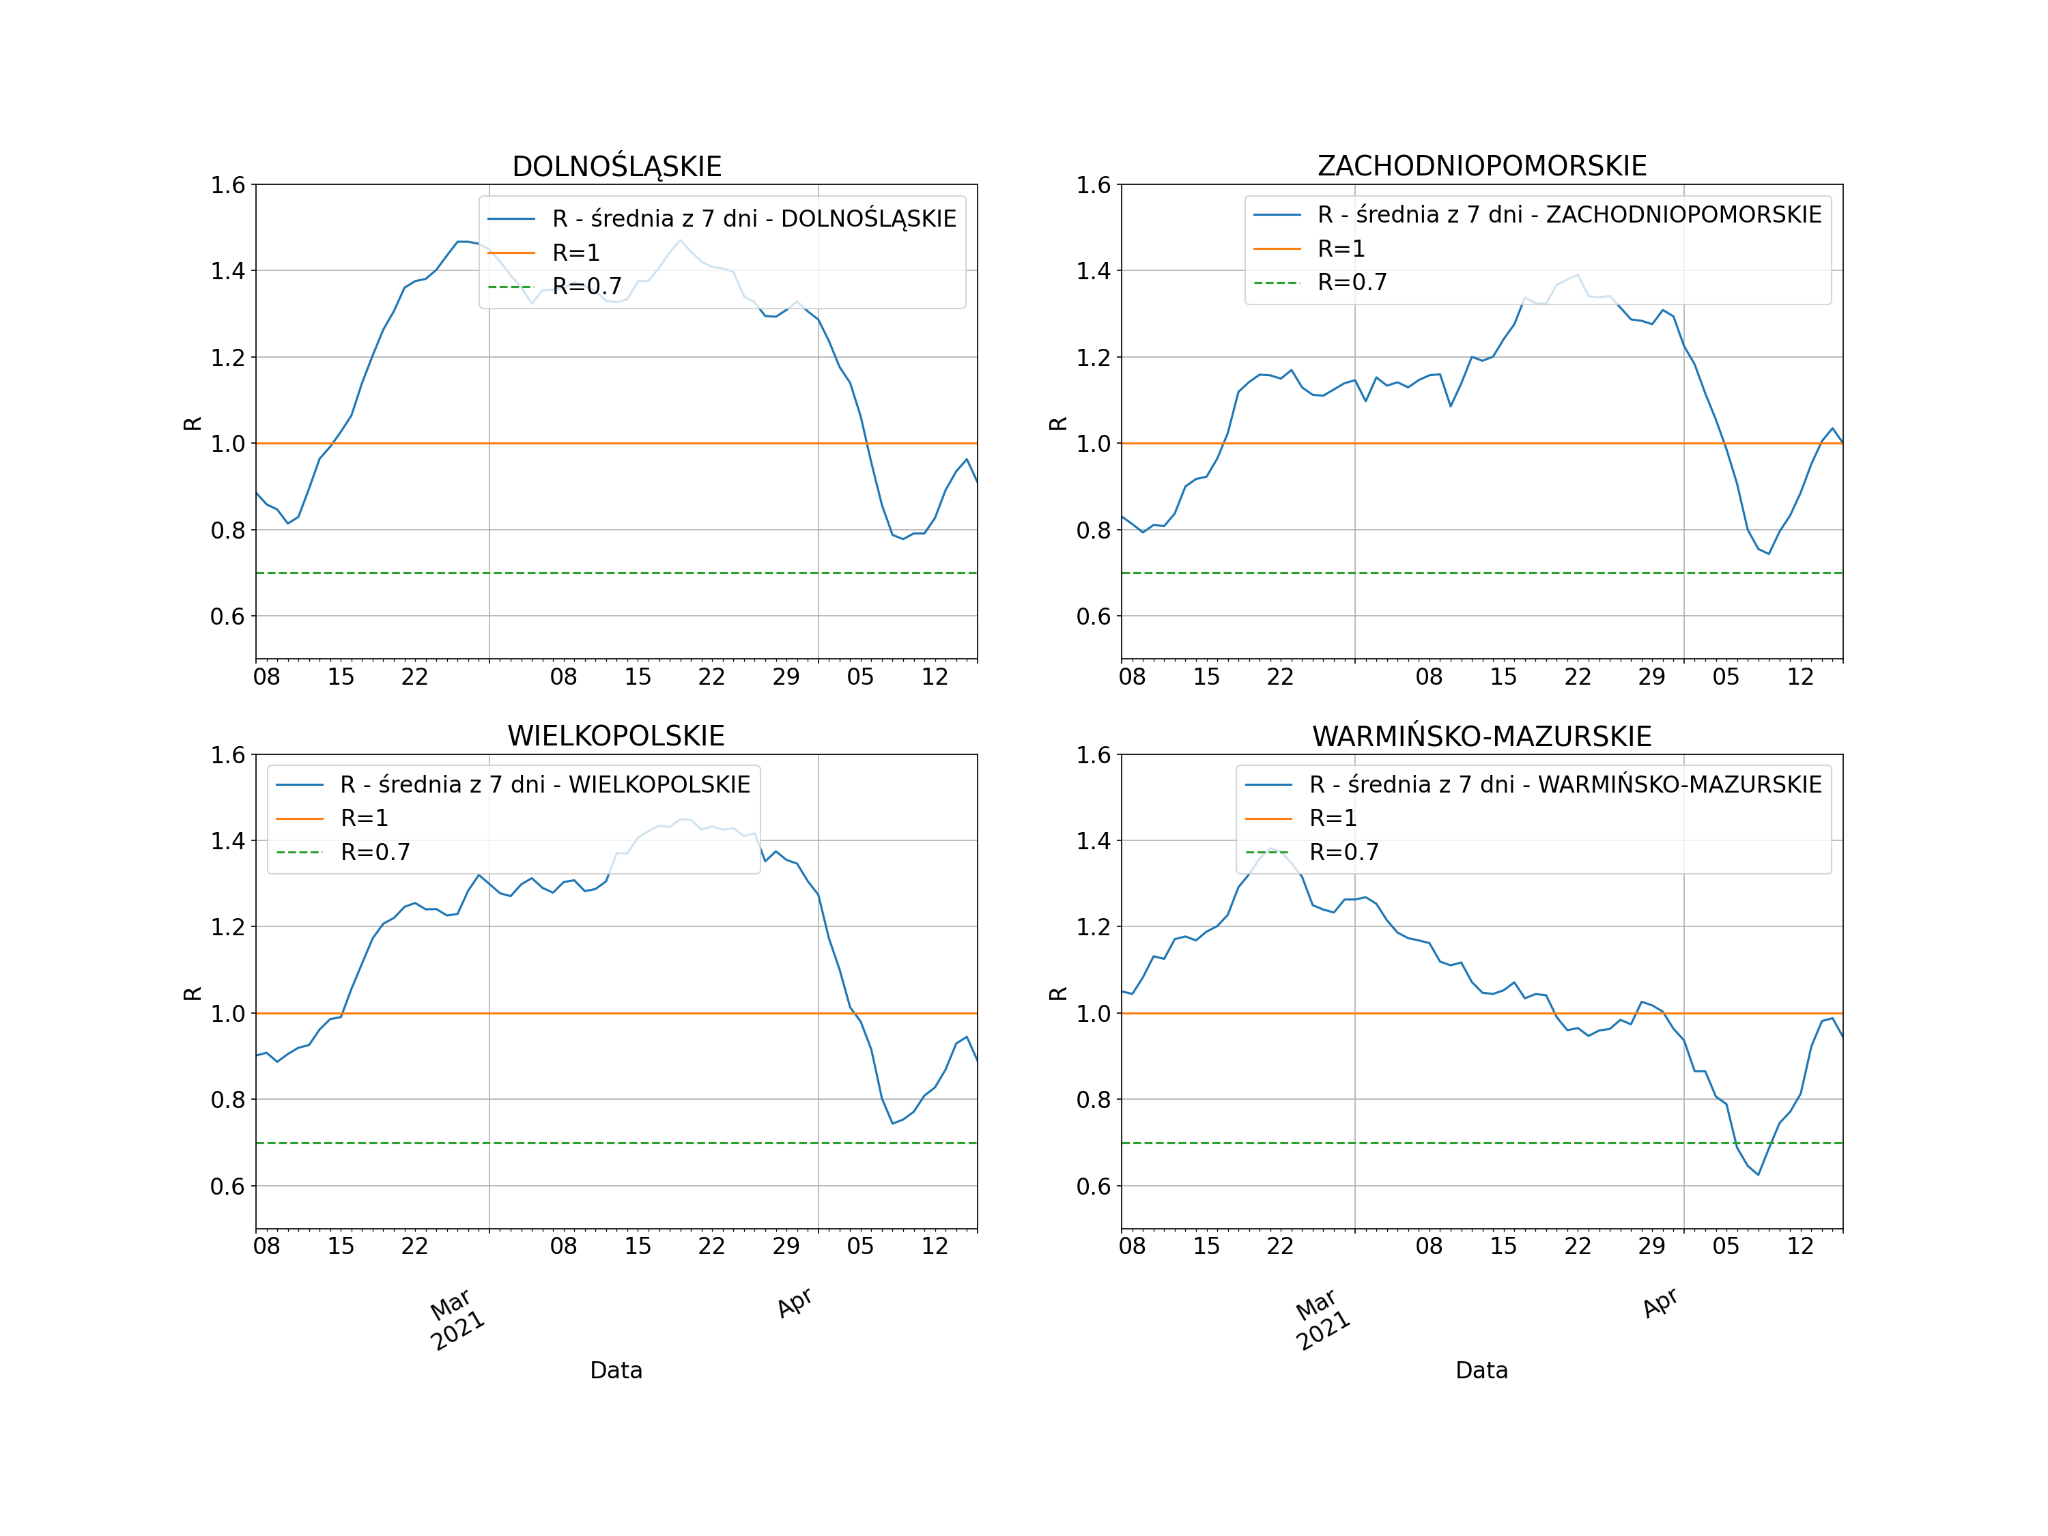 DOLNOŚLĄSKIE
1.6
1.4
1.2
1.0
0.8
0.6
R
R - średnia z 7 dni - DOLNOŚLĄSKIE
R=1
R=0.7
08 15 22 08 15 22 29 05 12
ZACHODNIOPOMORSKIE
1.6
1.4
1.2
1.0
0.8
0.6
R
R - średnia z 7 dni - ZACHODNIOPOMORSKIE
R=1
R=0.7
08 15 22 08 15 22 29 05 12
WIELKOPOLSKIE
1.6
1.4
1.2
1.0
0.8
0.6
R
R - średnia z 7 dni - WIELKOPOLSKIE
R=1
R=0.7
08 15 22 08 15 22 29 05 12
Mar
2021
Apr
Data
WARMIŃSKO-MAZURSKIE
1.6
1.4
1.2
1.0
0.8
0.6
R
R - średnia z 7 dni - WARMIŃSKO-MAZURSKIE
R=1
R=0.7
08 15 22 08 15 22 29 05 12
Mar
2021
Apr
Data